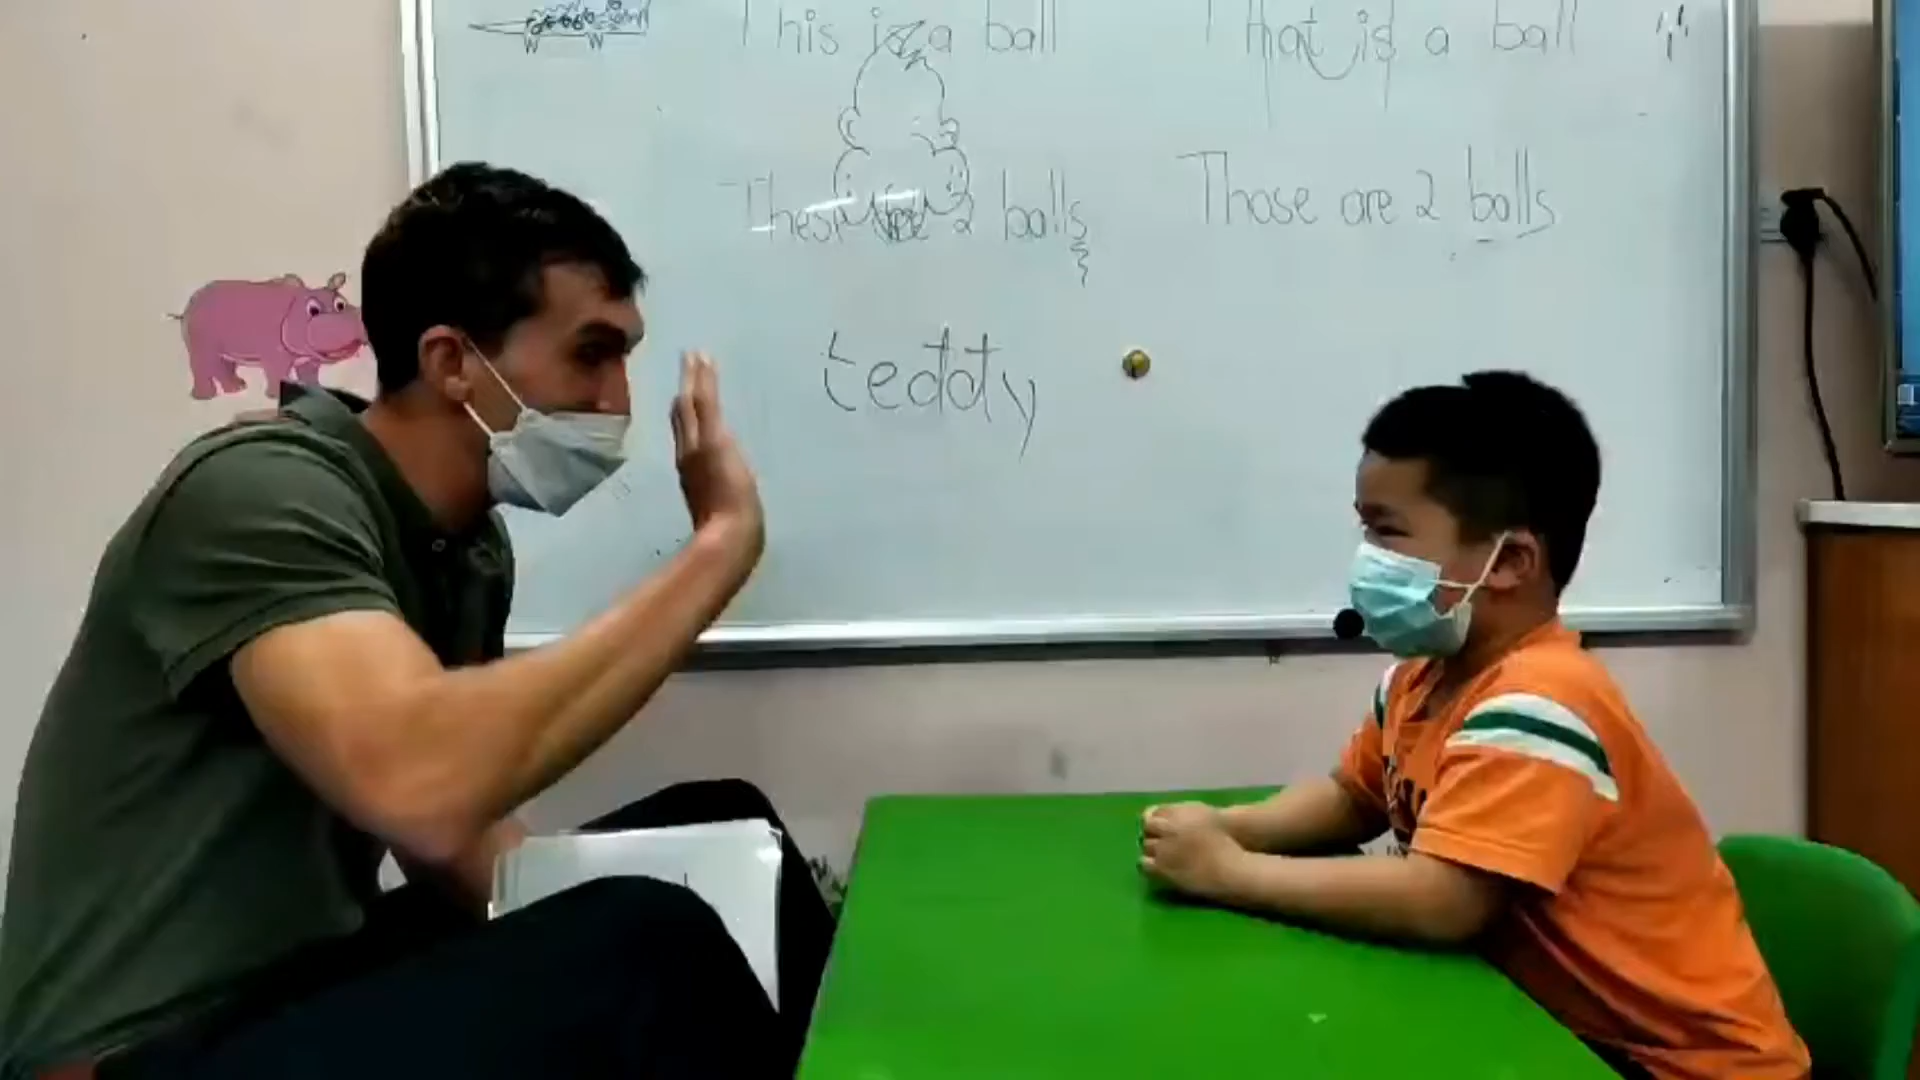 This is a ball
That is a ball
These are 2 balls
Those are 2 balls
teddy